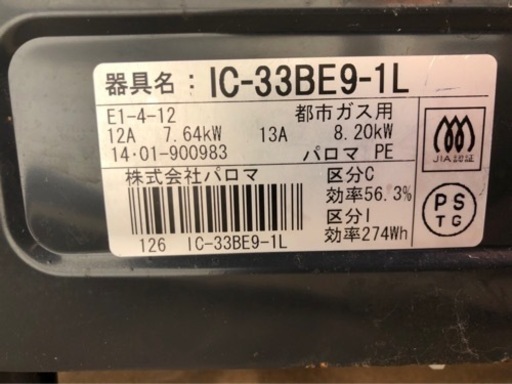 器具名：IC-33BE9-1L
E1-4-12 都市ガス用
12A 7.64kW 13A 8.20kW
14·01-900983 パロマ PE
株式会社パロマ 区分C
効率56.3%
区分I
効率274Wh
126 IC-33BE9-1L
JIA認証
PS
TG